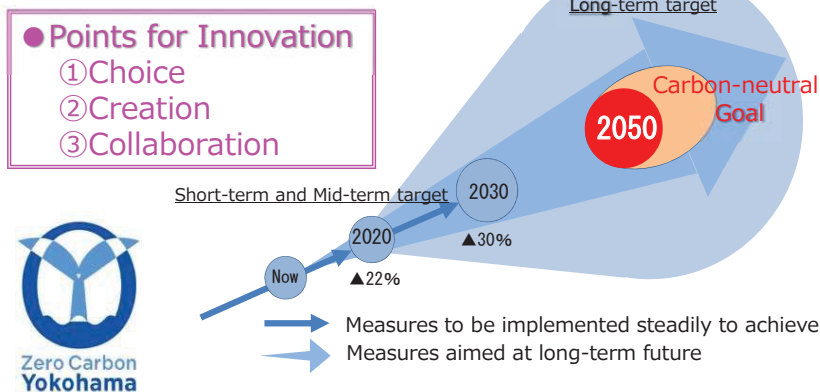 ●Points for Innovation
①Choice
②Creation
③Collaboration
Long-term target
Carbon-neutral
Goal
2050
Short-term and Mid-term target
2030
▲30%
2020
▲22%
Now
Measures to be implemented steadily to achieve
Measures aimed at long-term future
Zero Carbon
Yokohama